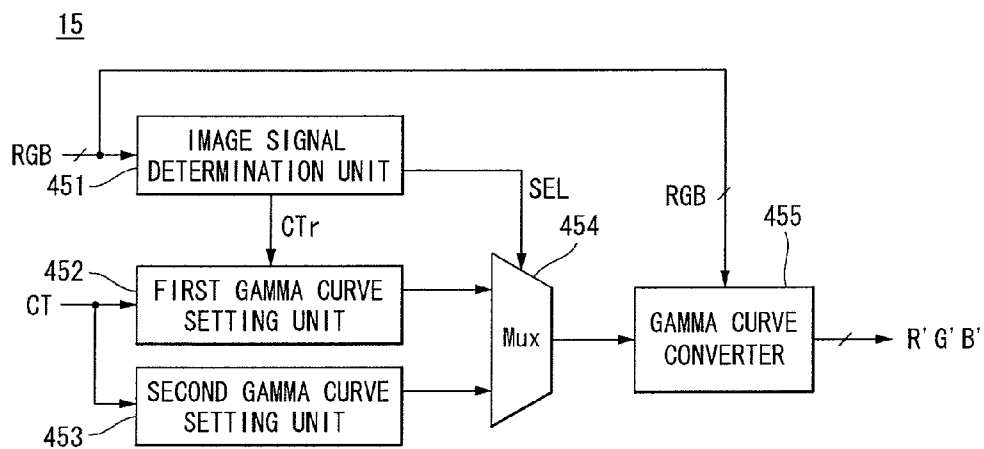 15
RGB
IMAGE SIGNAL
DETERMINATION UNIT
451
SEL
RGB
CTr
454
455
452
CT
FIRST GAMMA CURVE
SETTING UNIT
Mux
GAMMA CURVE
CONVERTER
R'G'B'
SECOND GAMMA CURVE
SETTING UNIT
453